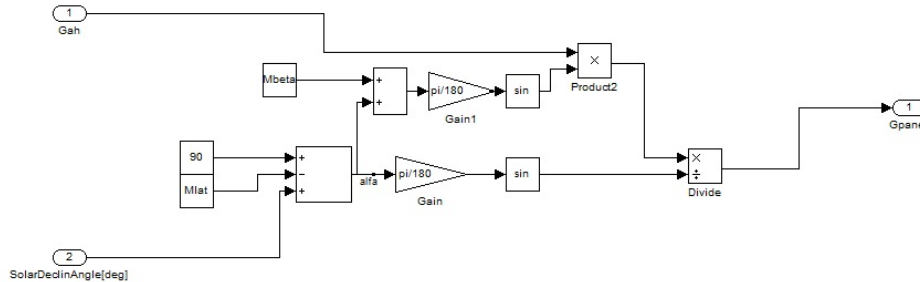 1
Gah
Mbeta
+
+
pi/180
Gain1
sin
×
Product2
1
Gpane
90
Mlat
+
−
+
alfa
pi/180
Gain
sin
×
÷
Divide
2
SolarDeclinAngle[deg]